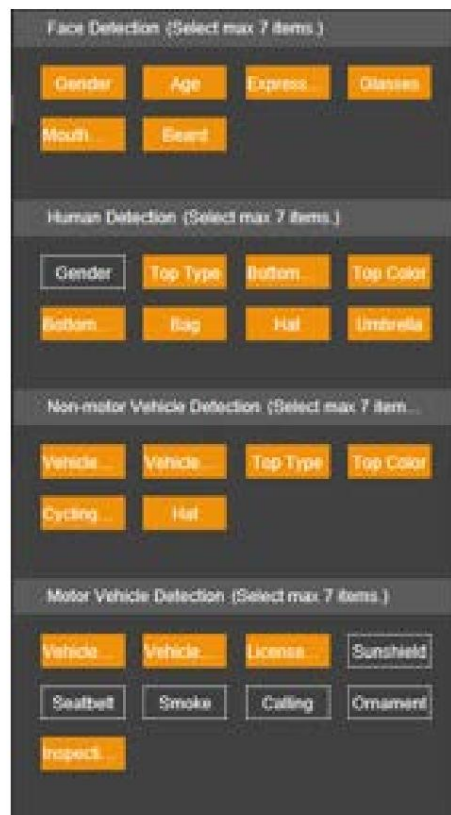 Face Detection (Select max 7 items.)
Gender Age Express... Glasses
Mouth... Beard
Human Detection (Select max 7 items.)
Gender Top Type Bottom... Top Color
Bottom... Bag Hat Umbrella
Non-motor Vehicle Detection (Select max 7 item...
Vehicle... Vehicle... Top Type Top Color
Cycling... Hat
Motor Vehicle Detection (Select max 7 items.)
Vehicle... Vehicle... License... Sunshield
Seatbelt Smoke Calling Ornament
Inspecti...